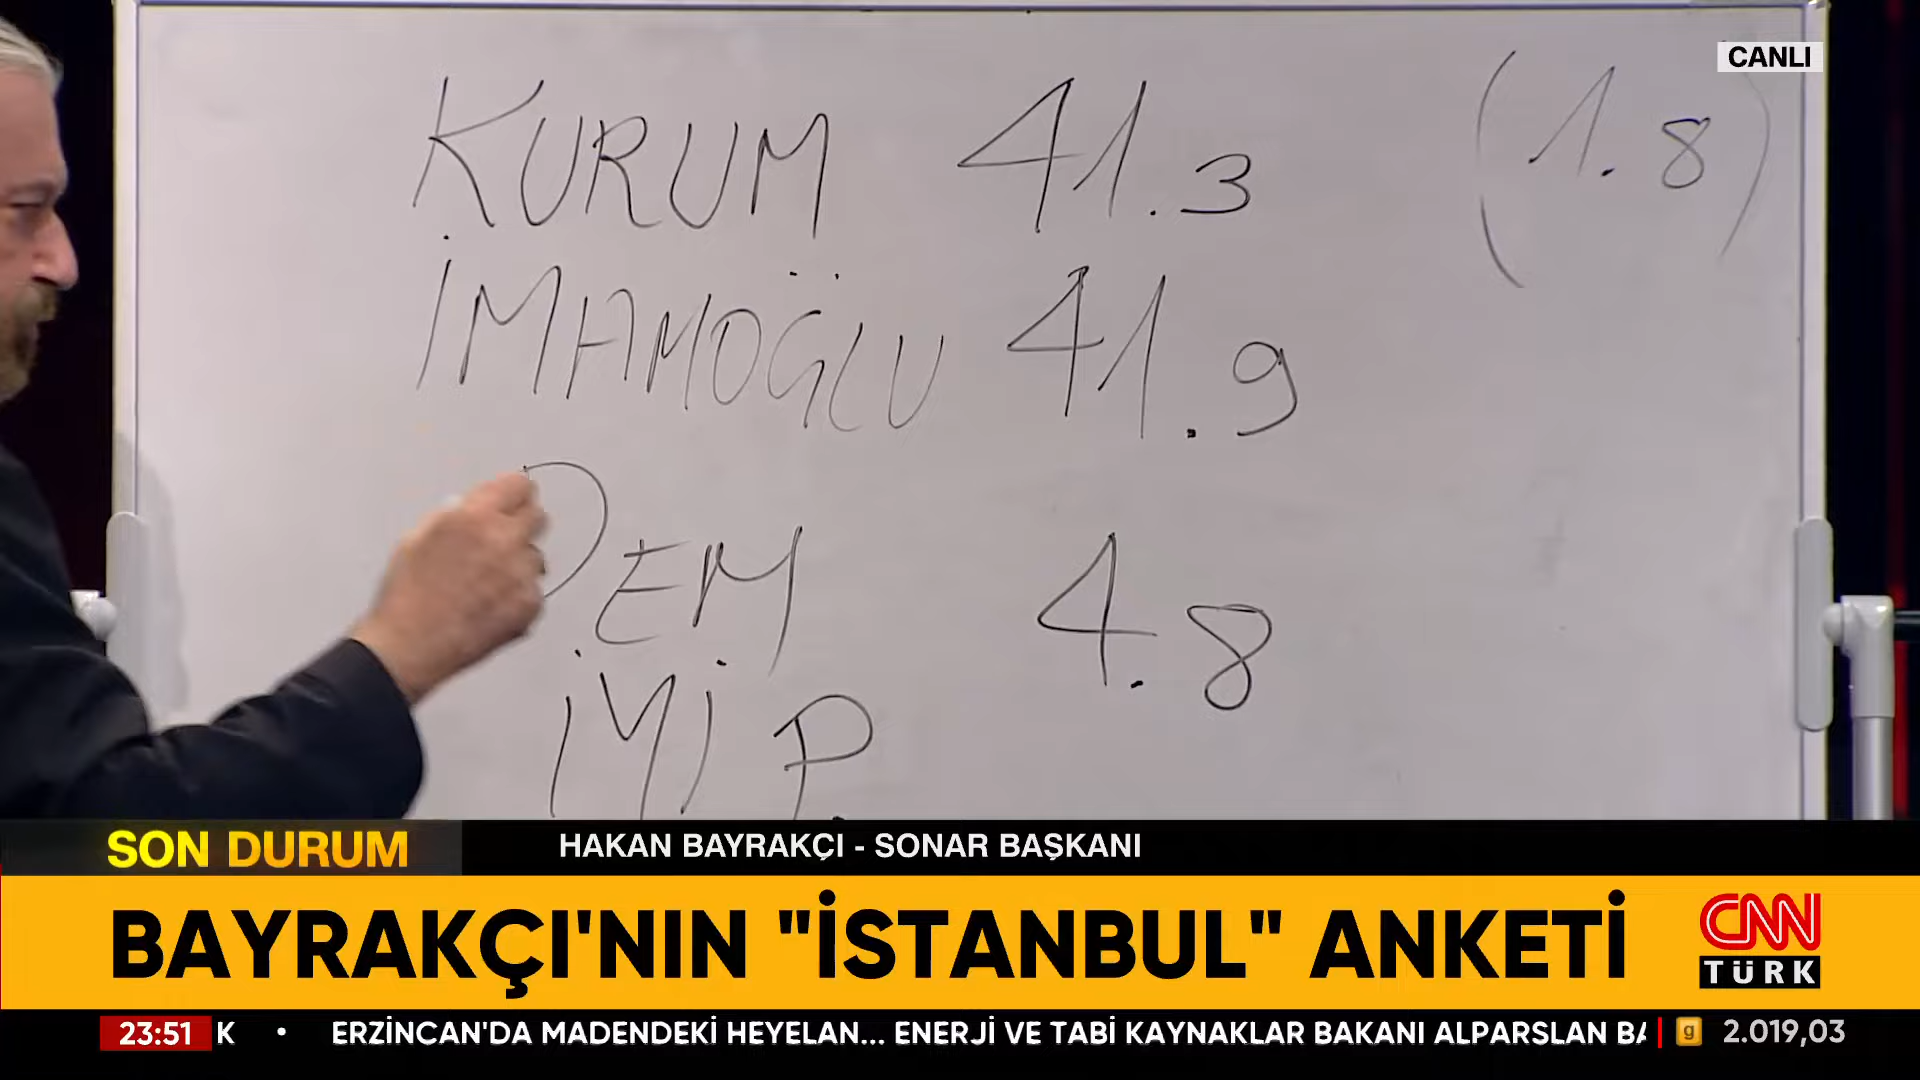 CANLI
KURUM 41.3 (1.8)
İMAMOĞLU 41.9
DEM 4.8
İYİ P.
SON DURUM
HAKAN BAYRAKÇI - SONAR BAŞKANI
BAYRAKÇI'NIN "İSTANBUL" ANKETİ
CNN
TÜRK
23:51 K • ERZİNCAN'DA MADENDEKİ HEYELAN... ENERJİ VE TABİ KAYNAKLAR BAKANI ALPARSLAN BA g 2.019,03